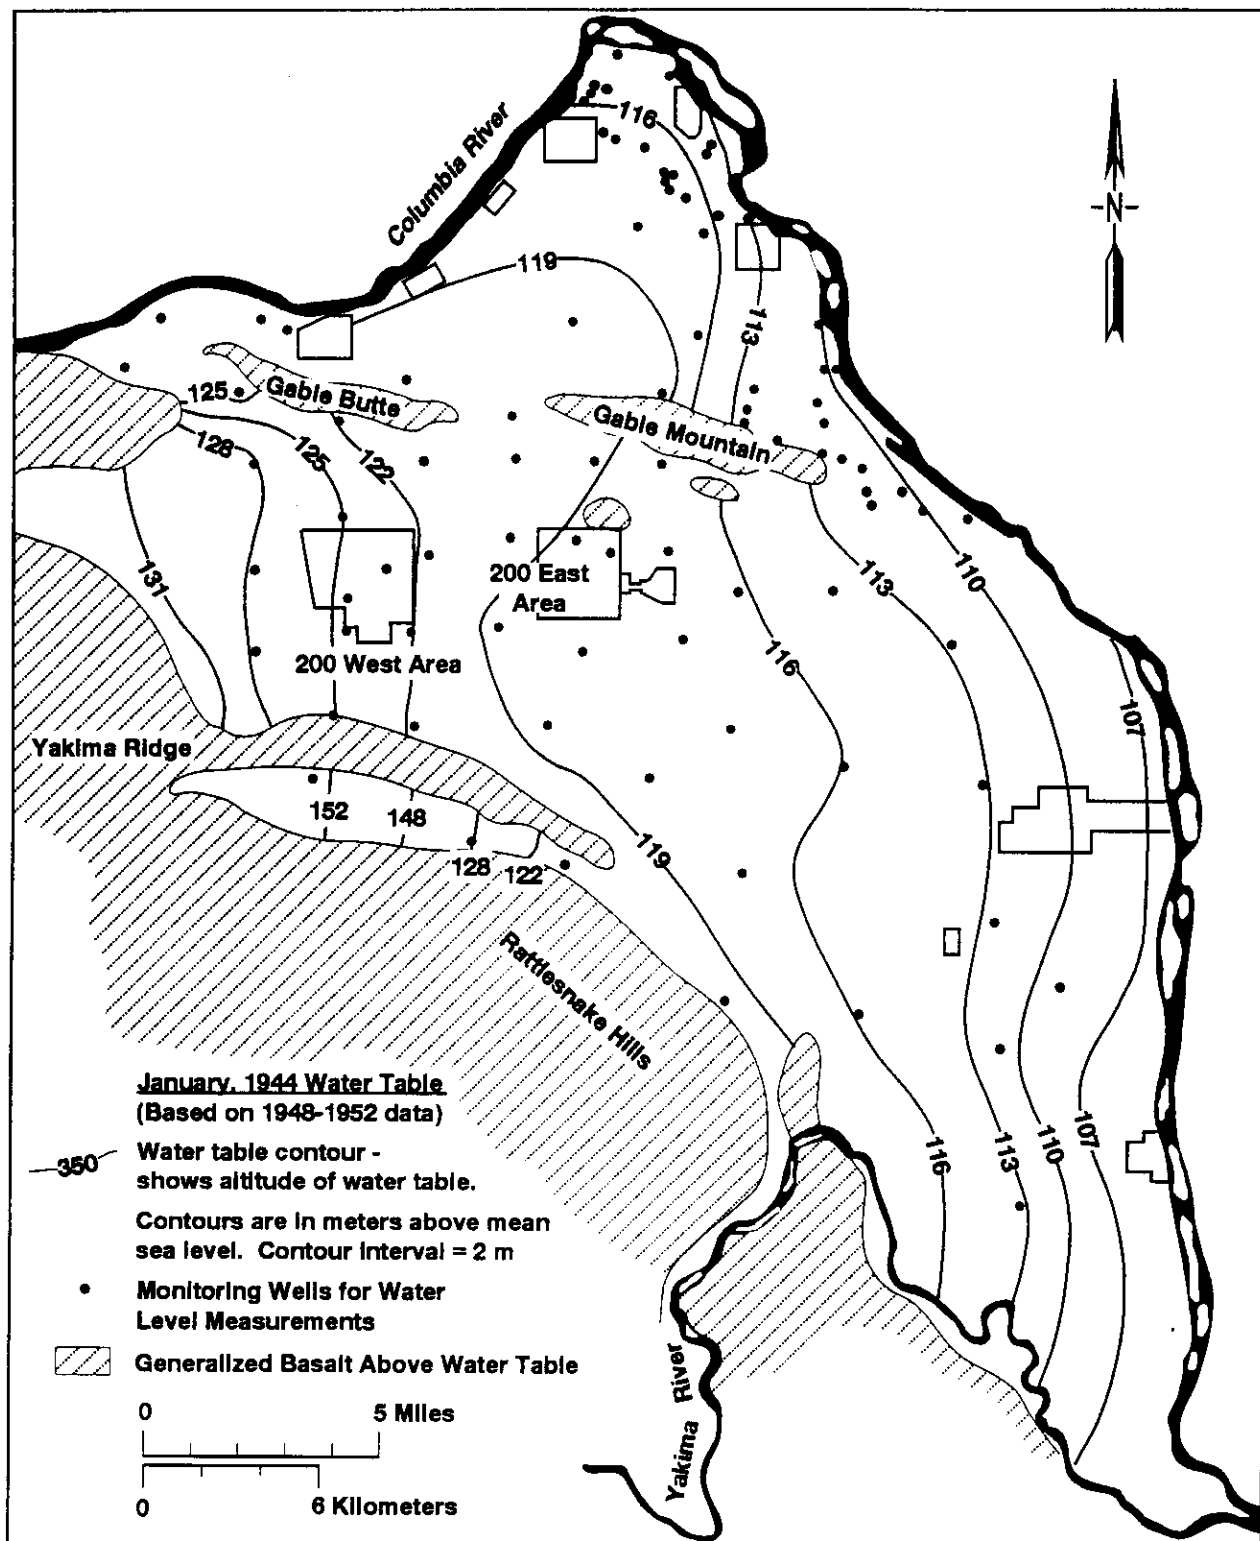 116
Columbia River
-N-
119
113
Gable Butte
125
Gable Mountain
128
125
122
131
200 East
Area
110
113
200 West Area
116
107
Yakima Ridge
152
148
128
122
119
Rattlesnake Hills
January, 1944 Water Table
(Based on 1948-1952 data)
350
Water table contour -
shows altitude of water table.
Contours are in meters above mean
sea level. Contour Interval = 2 m
Monitoring Wells for Water
Level Measurements
Generalized Basalt Above Water Table
116
113
110
107
0
5 Miles
0
6 Kilometers
Yakima River